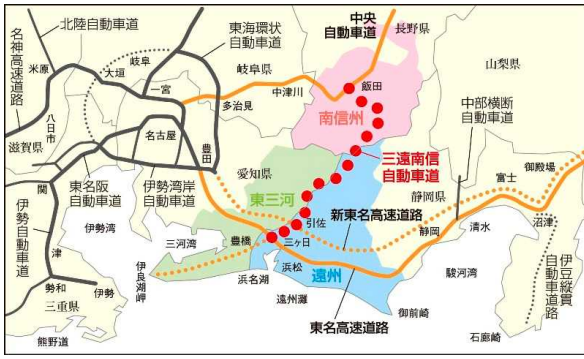 中央
自動車道
長野県
北陸自動車道
東海環状
自動車道
名神高速道路
米原
大垣
岐阜
一宮
岐阜県
多治見
中津川
飯田
山梨県
南信州
中部横断
自動車道
八日市
滋賀県
名古屋
豊田
三遠南信
自動車道
愛知県
御殿場
富士
関
東名阪
自動車道
伊勢湾岸
自動車道
東三河
静岡県
新東名高速道路
沼津
伊勢自動車道
伊勢湾
三河湾
豊橋
引佐
三ヶ日
静岡
清水
津
伊良湖岬
浜名湖
浜松
遠州
駿河湾
伊豆縦貫
自動車道路
勢和
伊勢
三重県
遠州灘
東名高速道路
御前崎
熊野道
石廊崎